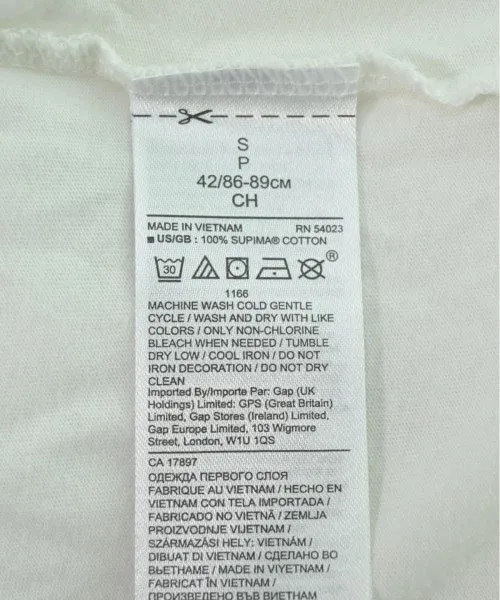 S
P
42/86-89CM
CH
MADE IN VIETNAM RN 54023
US/GB : 100% SUPIMA® COTTON
30
®
1166
MACHINE WASH COLD GENTLE
CYCLE / WASH AND DRY WITH LIKE
COLORS / ONLY NON-CHLORINE
BLEACH WHEN NEEDED / TUMBLE
DRY LOW / COOL IRON / DO NOT
IRON DECORATION / DO NOT DRY
CLEAN
Imported By/Importe Par: Gap (UK
Holdings) Limited: GPS (Great Britain)
Limited, Gap Stores (Ireland) Limited,
Gap Europe Limited, 103 Wigmore
Street, London, W1U 1QS
CA 17897
ОДЕЖДА ПЕРВОГО СЛОЯ
FABRIQUE AU VIETNAM / HECHO EN
VIETNAM CON TELA IMPORTADA /
FABRICADO NO VIETNÃ / ZEMLJA
PROIZVODNJE VIJETNAM /
SZÁRMAZÁSI HELY: VIETNÁM /
DIBUAT DI VIETNAM / СДЕЛАНО ВО
ВЬЕТНАМЕ / MADE IN VIYETNAM /
FABRICAT ÎN VIETNAM /
ПРОИЗВЕДЕНО ВЪВ ВИЕТНАМ